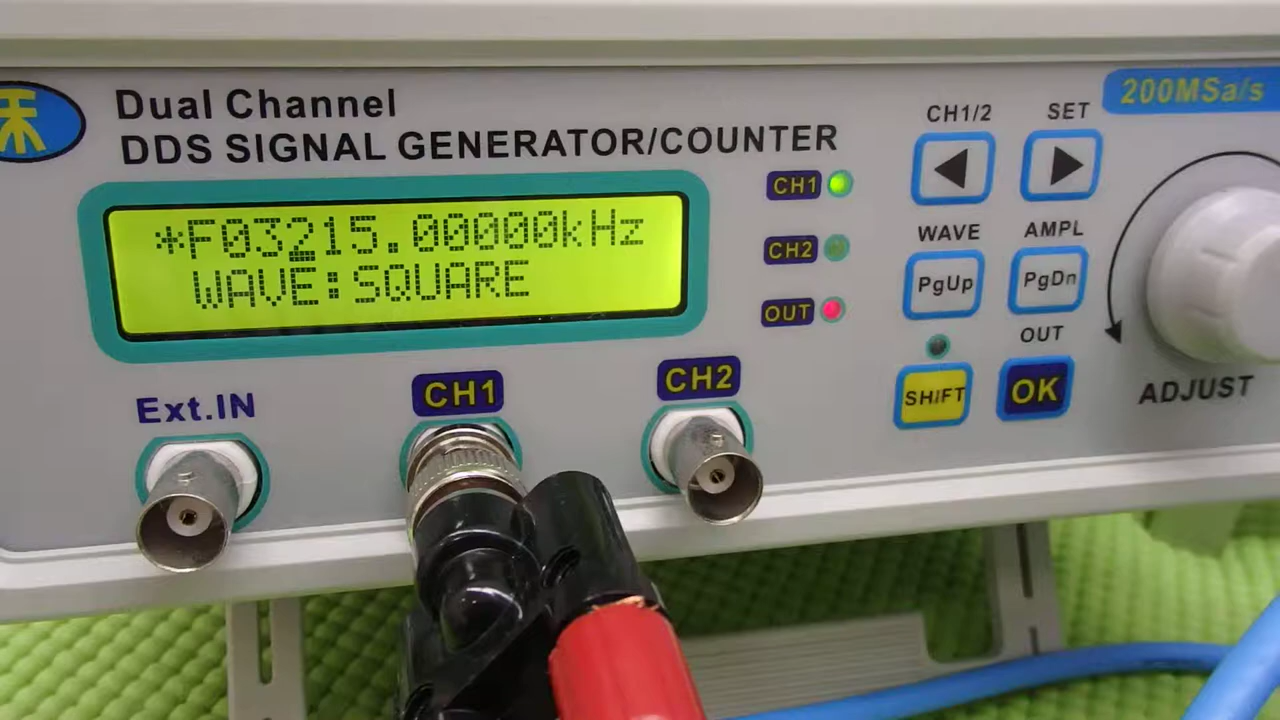 Dual Channel
DDS SIGNAL GENERATOR/COUNTER
200MSa/s
*F03215.00000kHz
WAVE:SQUARE
CH1
CH2
OUT
CH1/2
SET
WAVE
AMPL
PgUp
PgDn
OUT
SHIFT
OK
ADJUST
Ext.IN
CH1
CH2